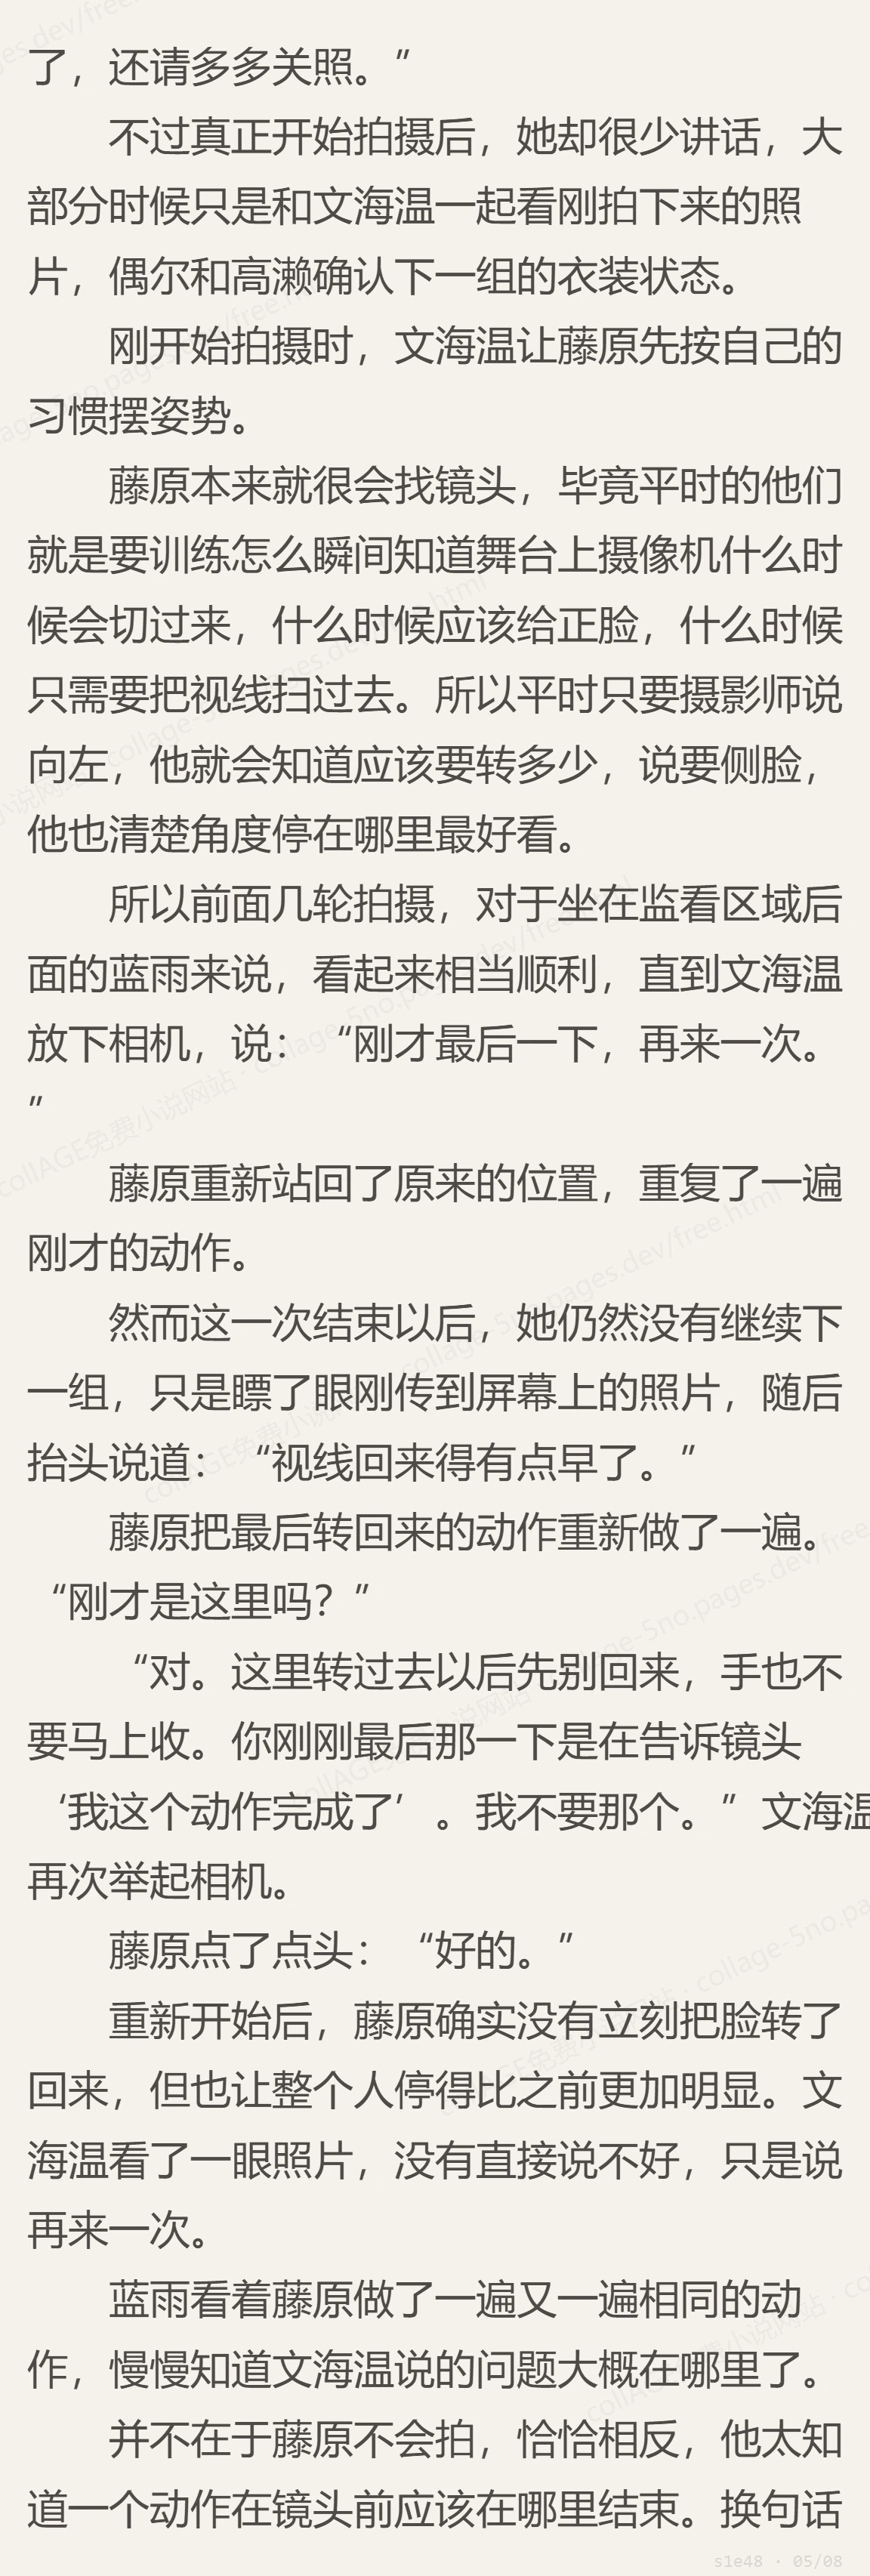 了，还请多多关照。”
不过真正开始拍摄后，她却很少讲话，大
部分时候只是和文海温一起看刚拍下来的照
片，偶尔和高濑确认下一组的衣装状态。
刚开始拍摄时，文海温让藤原先按自己的
习惯摆姿势。
藤原本来就很会找镜头，毕竟平时的他们
就是要训练怎么瞬间知道舞台上摄像机什么时
候会切过来，什么时候应该给正脸，什么时候
只需要把视线扫过去。所以平时只要摄影师说
向左，他就会知道应该要转多少，说要侧脸，
他也清楚角度停在哪里最好看。
所以前面几轮拍摄，对于坐在监看区域后
面的蓝雨来说，看起来相当顺利，直到文海温
放下相机，说：“刚才最后一下，再来一次。
”
藤原重新站回了原来的位置，重复了一遍
刚才的动作。
然而这一次结束以后，她仍然没有继续下
一组，只是瞟了眼刚传到屏幕上的照片，随后
抬头说道：“视线回来得有点早了。”
藤原把最后转回来的动作重新做了一遍。
“刚才是这里吗？”
“对。这里转过去以后先别回来，手也不
要马上收。你刚刚最后那一下是在告诉镜头
‘我这个动作完成了’。我不要那个。”文海温
再次举起相机。
藤原点了点头：“好的。”
重新开始后，藤原确实没有立刻把脸转了
回来，但也让整个人停得比之前更加明显。文
海温看了一眼照片，没有直接说不好，只是说
再来一次。
蓝雨看着藤原做了一遍又一遍相同的动
作，慢慢知道文海温说的问题大概在哪里了。
并不在于藤原不会拍，恰恰相反，他太知
道一个动作在镜头前应该在哪里结束。换句话
s1e48 · 05/08
collAGE免费小说网站 · collage-5no.pages.dev/free.html